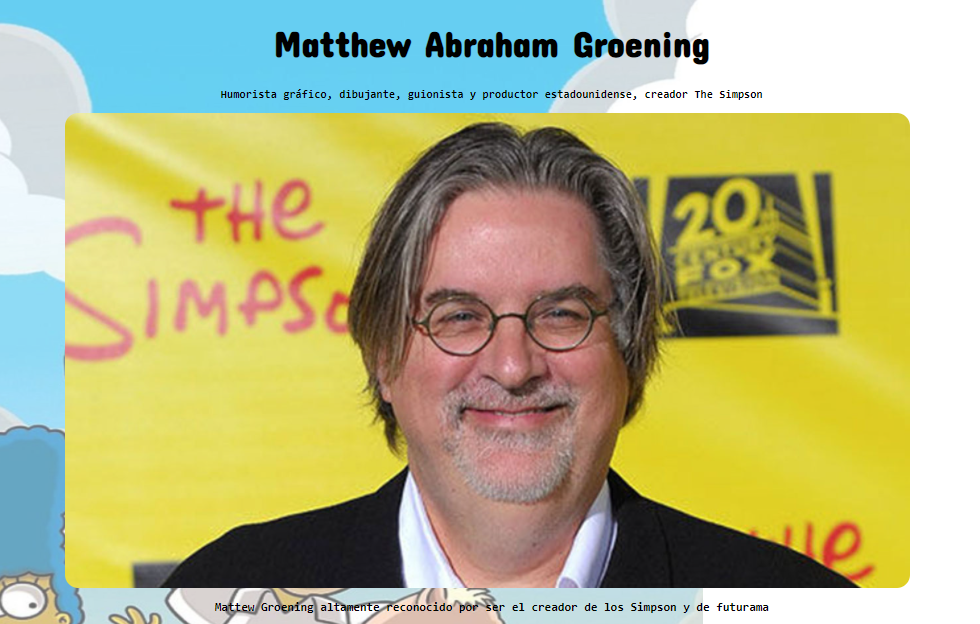 Matthew Abraham Groening
Humorista gráfico, dibujante, guionista y productor estadounidense, creador The Simpson
THE
20th
SIMPSO
CENTURY
FOX
Mattew Groening altamente reconocido por ser el creador de los Simpson y de futurama